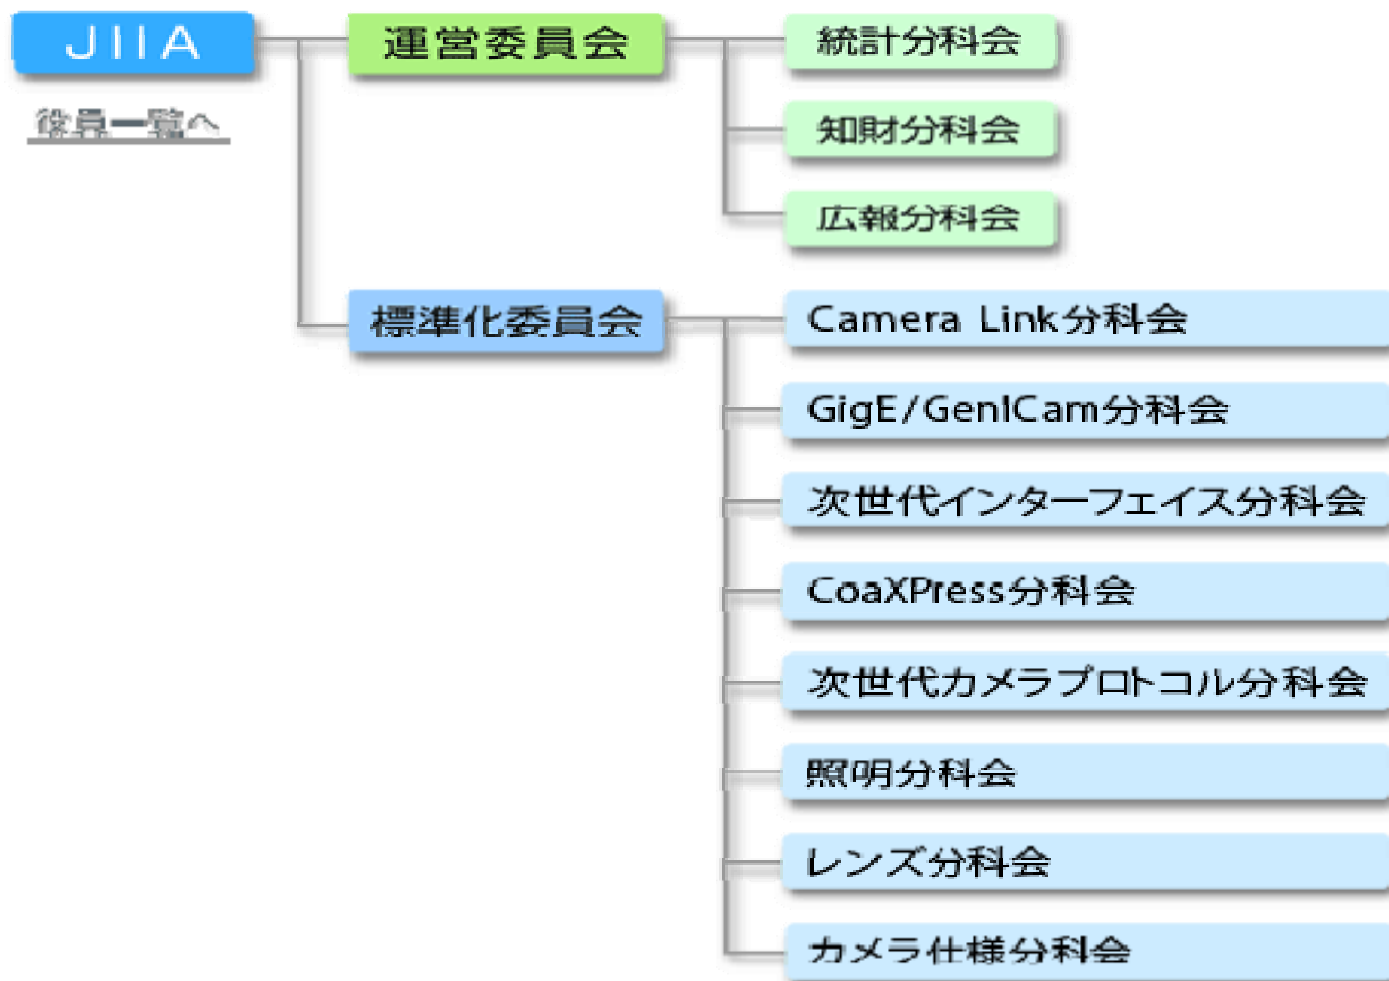 JIIA
役員一覧へ
運営委員会
統計分科会
知財分科会
広報分科会
標準化委員会
Camera Link分科会
GigE/GenICam分科会
次世代インターフェイス分科会
CoaXPress分科会
次世代カメラプロトコル分科会
照明分科会
レンズ分科会
カメラ仕様分科会